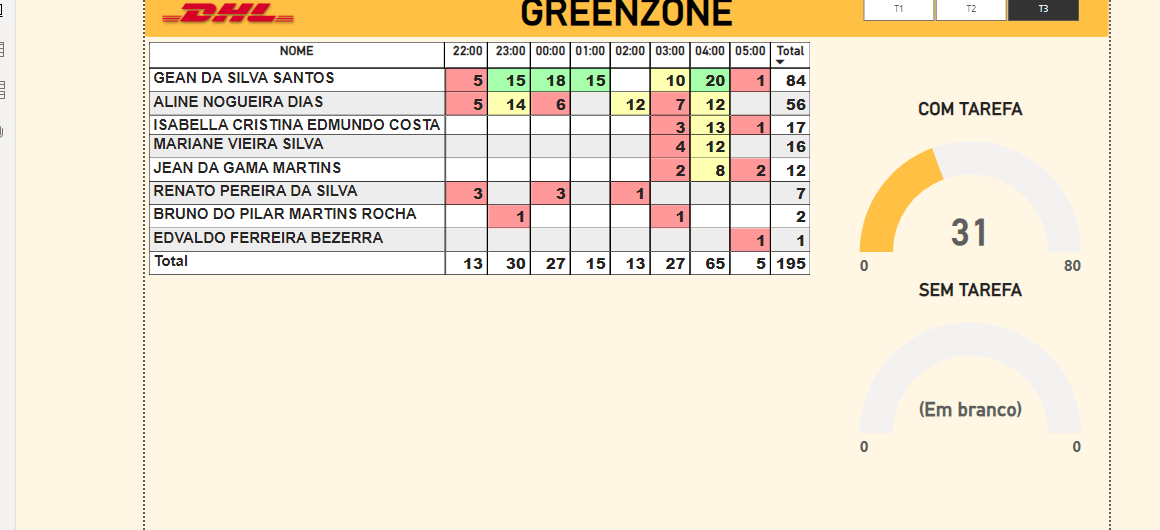 DHL GREENZONE T1 T2 T3
NOME 22:00 23:00 00:00 01:00 02:00 03:00 04:00 05:00 Total
GEAN DA SILVA SANTOS 5 15 18 15 10 20 1 84
ALINE NOGUEIRA DIAS 5 14 6 12 7 12 56
ISABELLA CRISTINA EDMUNDO COSTA 3 13 1 17
MARIANE VIEIRA SILVA 4 12 16
JEAN DA GAMA MARTINS 2 8 2 12
RENATO PEREIRA DA SILVA 3 3 1 7
BRUNO DO PILAR MARTINS ROCHA 1 1 2
EDVALDO FERREIRA BEZERRA 1 1
Total 13 30 27 15 13 27 65 5 195
COM TAREFA
31
0 80
SEM TAREFA
(Em branco)
0 0